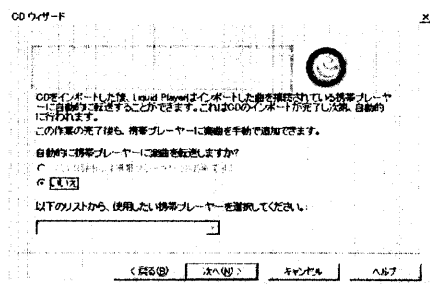 CD ウィザード
CDをインポートした後、Liquid Playerはインポートした曲を接続されている携帯プレーヤ
ーに自動的に転送することができます。これはCDのインポートが完了し次第、自動的
に行われます。
この作業の完了後も、携帯プレーヤーに楽曲を手動で追加できます。
自動的に携帯プレーヤーに楽曲を転送しますか?
いいえ
以下のリストから、使用したい携帯プレーヤーを選択してください。:
< 戻る(B)
次へ(N) >
キャンセル
ヘルプ